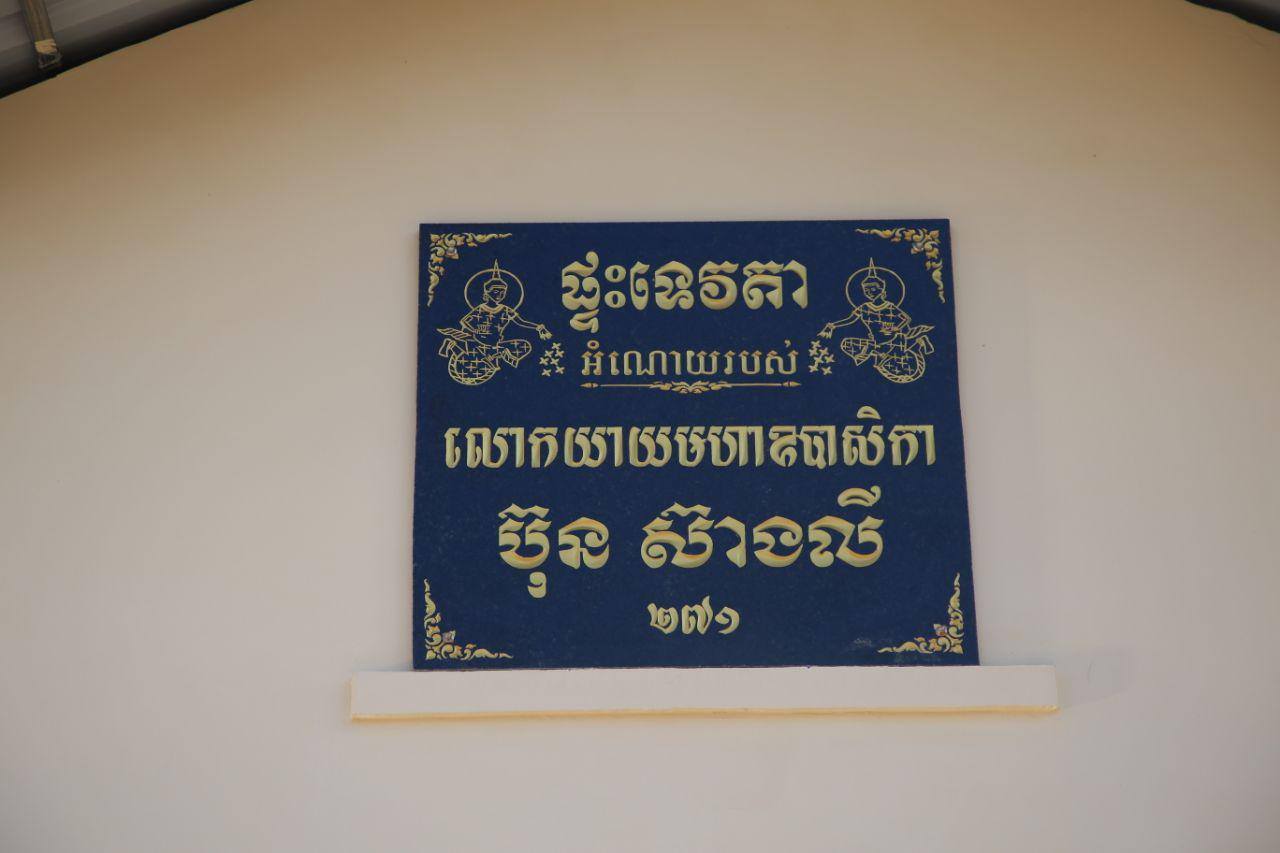 ផ្ទះទេវតា
អំណោយរបស់
លោកយាយមហាឧបាសិកា
ប៊ុន ស៊ាងលី
២៧១